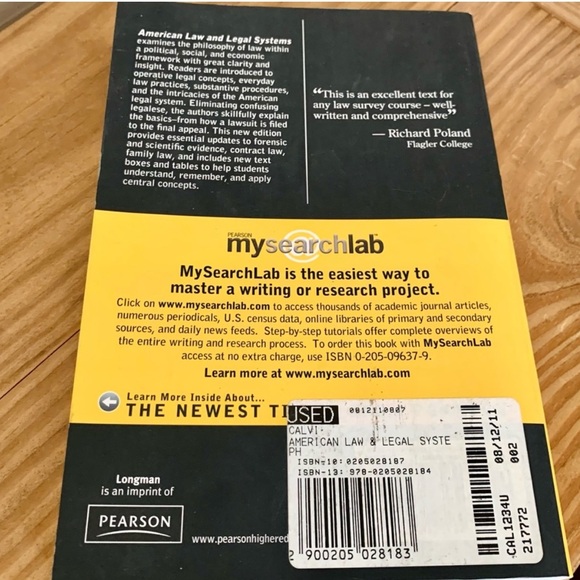 American Law and Legal Systems
examines the philosophy of law within
a political, social, and economic
framework with great clarity and
insight. Readers are introduced to
operative legal concepts, everyday
law practices, substantive procedures,
and the intricacies of the American
legal system. Eliminating confusing
legalese, the authors skillfully explain
the basics–from how a lawsuit is filed
to the final appeal. This new edition
provides essential updates to forensic
and scientific evidence, contract law,
family law, and includes new text
boxes and tables to help students
understand, remember, and apply
central concepts.
“This is an excellent text for
any law survey course – well-
written and comprehensive”
— Richard Poland
Flagler College
PEARSON
mysearchlab
MySearchLab is the easiest way to
master a writing or research project.
Click on www.mysearchlab.com to access thousands of academic journal articles,
numerous periodicals, U.S. census data, online libraries of primary and secondary
sources, and daily news feeds. Step-by-step tutorials offer complete overviews of
the entire writing and research process. To order this book with MySearchLab
access at no extra charge, use ISBN 0-205-09637-9.
Learn more at www.mysearchlab.com
Learn More Inside About...
THE NEWEST
USED 0812110807
CALVI
AMERICAN LAW & LEGAL SYSTE
PH
ISBN-10: 0205028187
ISBN-13: 978-0205028184
2 900205 028183
08/12/11
002
CAL1234U
217772
Longman
is an imprint of
PEARSON
www.pearsonhighered